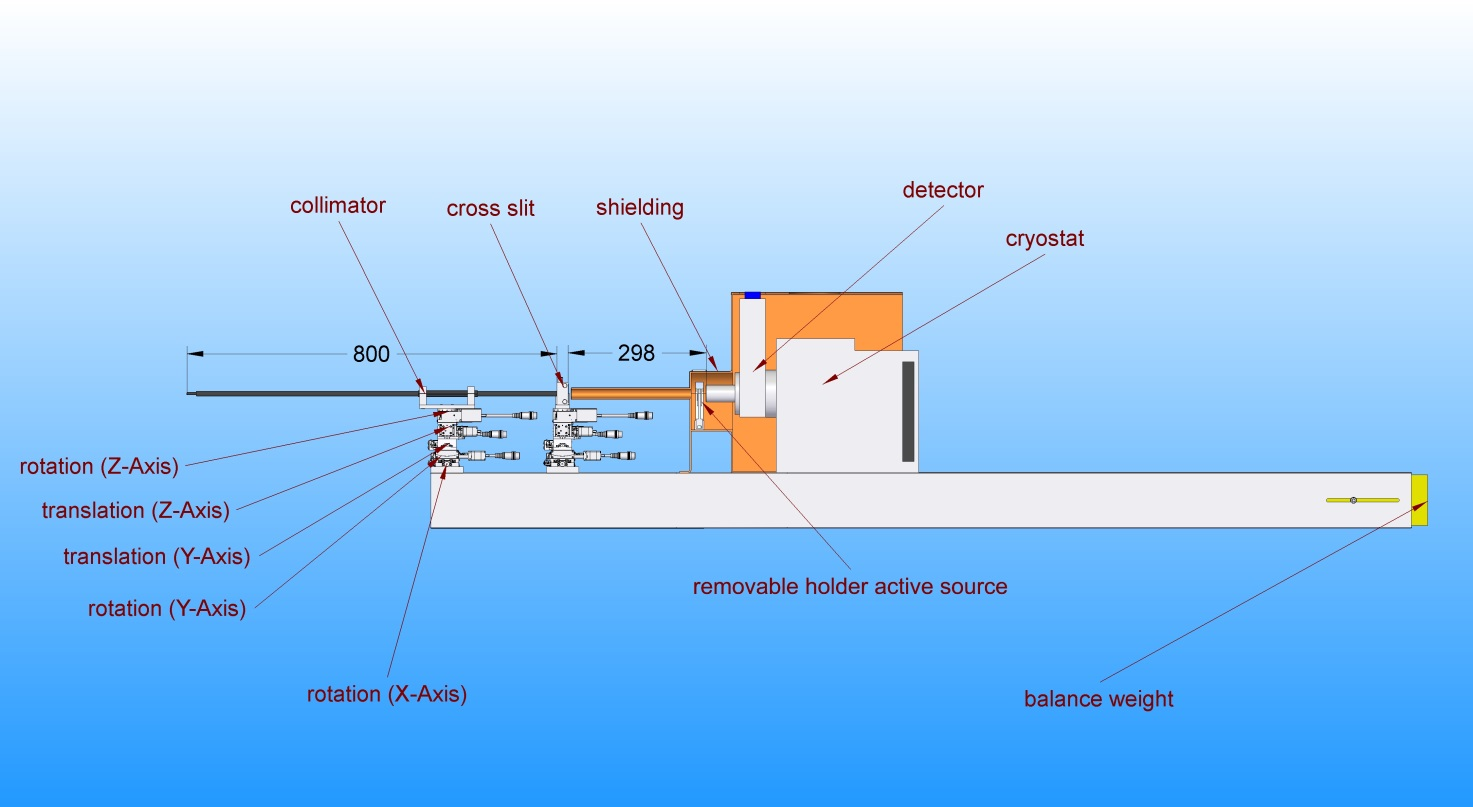 detector
collimator
cross slit
shielding
cryostat
800
298
rotation (Z-Axis)
translation (Z-Axis)
translation (Y-Axis)
rotation (Y-Axis)
removable holder active source
rotation (X-Axis)
balance weight